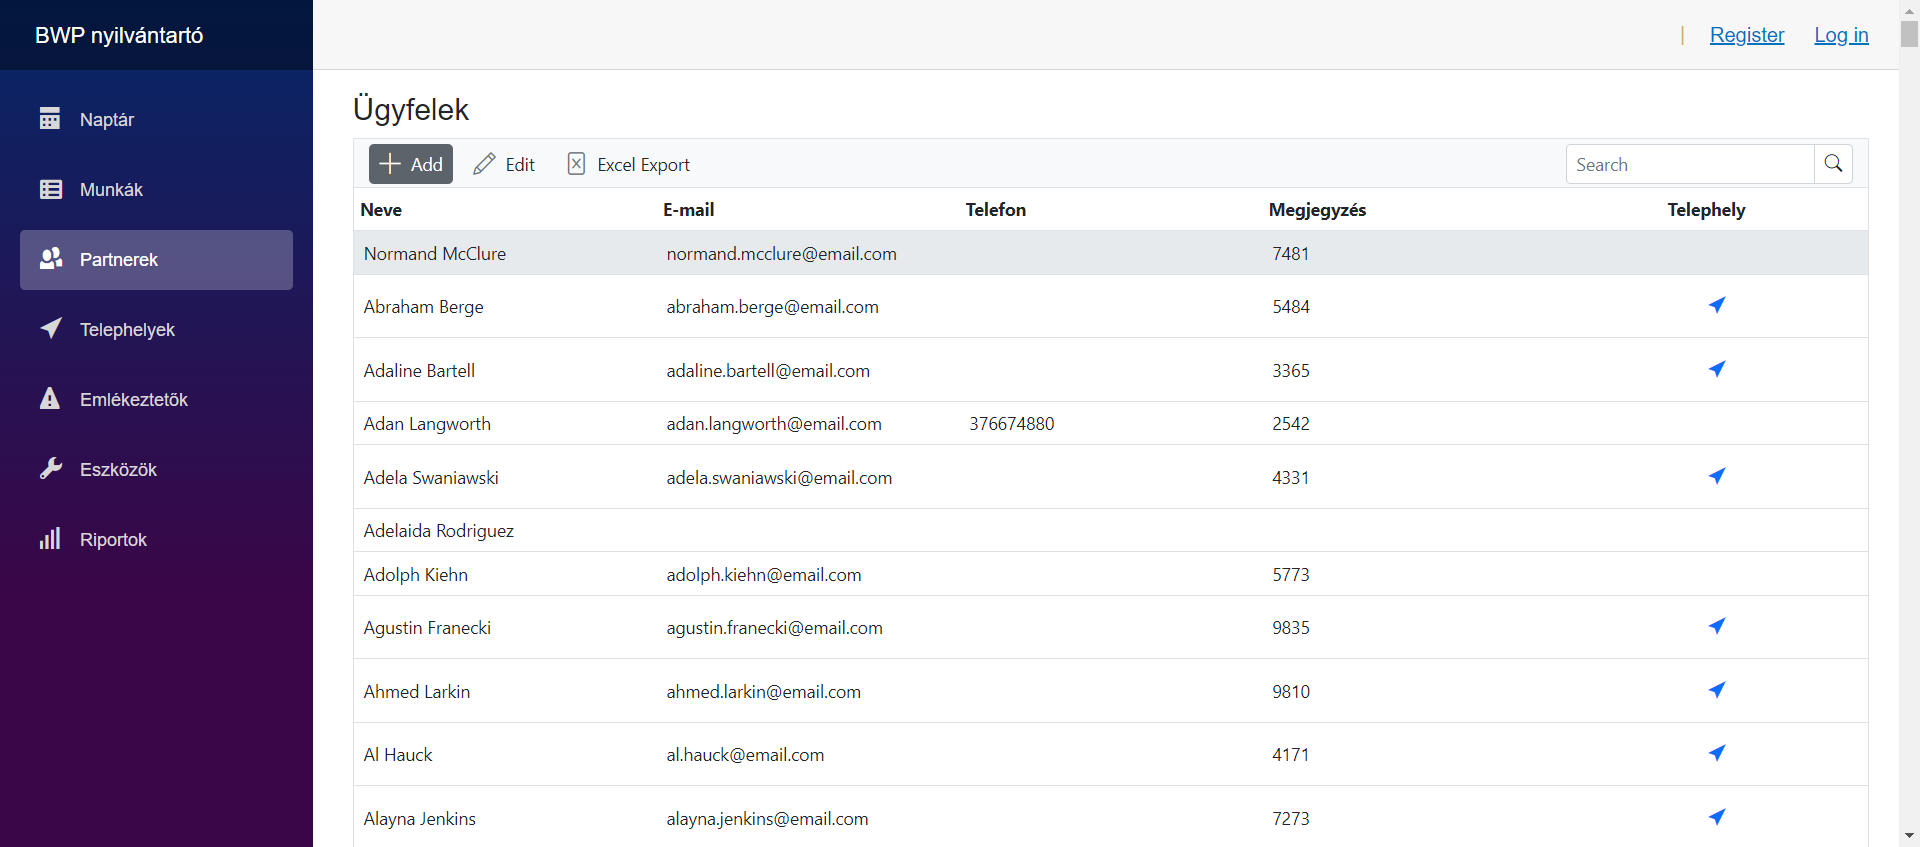 BWP nyilvántartó
| Register Log in
Naptár
Munkák
Partnerek
Telephelyek
Emlékeztetők
Eszközök
Riportok
Ügyfelek
Add Edit Excel Export Search
Neve E-mail Telefon Megjegyzés Telephely
Normand McClure normand.mcclure@email.com 7481
Abraham Berge abraham.berge@email.com 5484
Adaline Bartell adaline.bartell@email.com 3365
Adan Langworth adan.langworth@email.com 376674880 2542
Adela Swaniawski adela.swaniawski@email.com 4331
Adelaida Rodriguez
Adolph Kiehn adolph.kiehn@email.com 5773
Agustin Franecki agustin.franecki@email.com 9835
Ahmed Larkin ahmed.larkin@email.com 9810
Al Hauck al.hauck@email.com 4171
Alayna Jenkins alayna.jenkins@email.com 7273